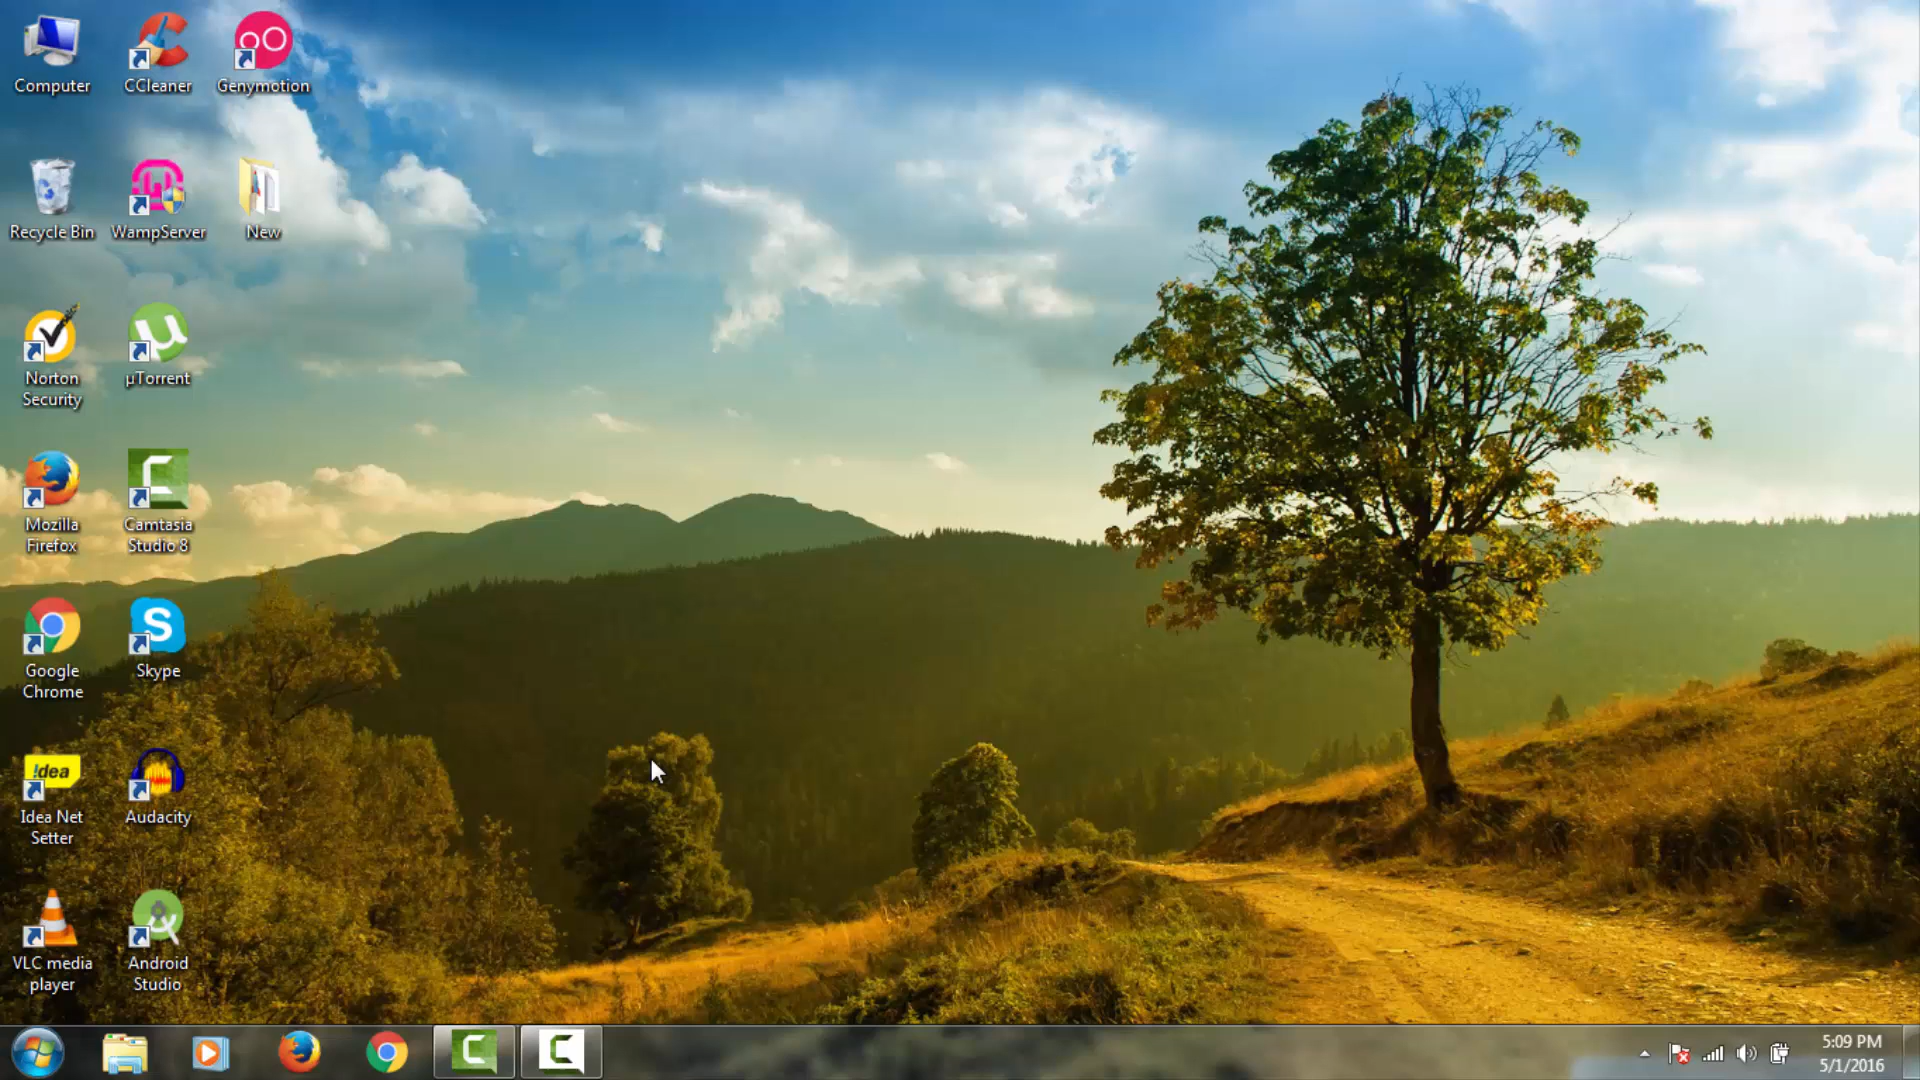 Computer
CCleaner
Genymotion
Recycle Bin
WampServer
New
Norton
Security
µTorrent
Mozilla
Firefox
Camtasia
Studio 8
Google
Chrome
Skype
!dea
Idea Net
Setter
Audacity
VLC media
player
Android
Studio
5:09 PM
5/1/2016